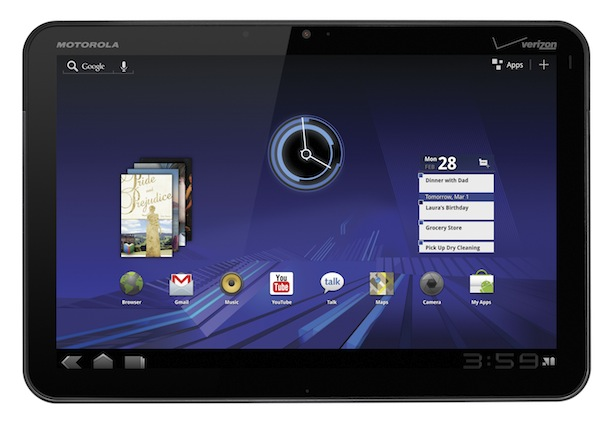 MOTOROLA
verizon
Google
Apps
Mon
FEB
28
Dinner with Dad
Tomorrow, Mar 1
Laura's Birthday
Grocery Store
Pick Up Dry Cleaning
Pride
and
Prejudice
Browser
Gmail
Music
You
Tube
YouTube
talk
Talk
Maps
Camera
My Apps
3:59